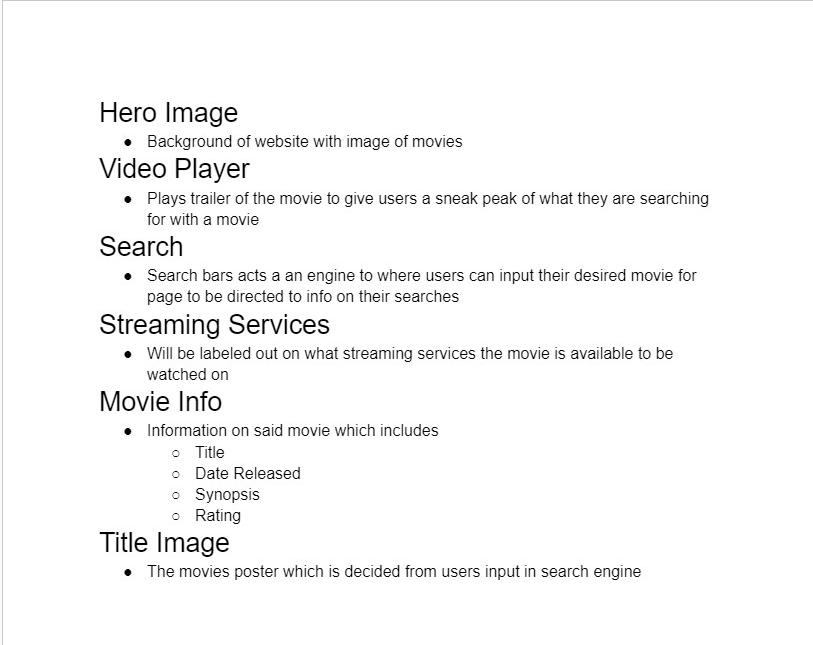 Hero Image
● Background of website with image of movies
Video Player
● Plays trailer of the movie to give users a sneak peak of what they are searching
for with a movie
Search
● Search bars acts a an engine to where users can input their desired movie for
page to be directed to info on their searches
Streaming Services
● Will be labeled out on what streaming services the movie is available to be
watched on
Movie Info
● Information on said movie which includes
○ Title
○ Date Released
○ Synopsis
○ Rating
Title Image
● The movies poster which is decided from users input in search engine